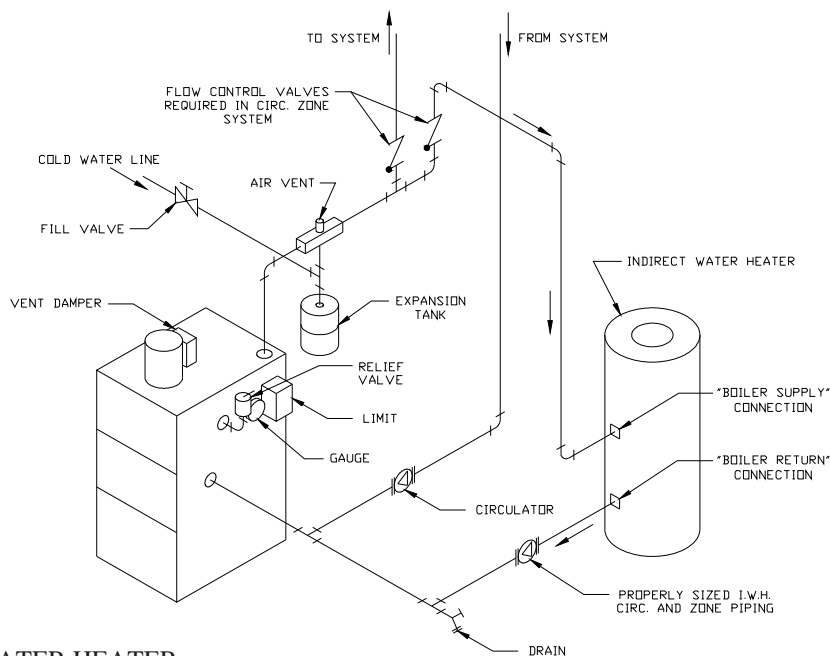 TO SYSTEM
FROM SYSTEM
FLOW CONTROL VALVES
REQUIRED IN CIRC. ZONE
SYSTEM
COLD WATER LINE
AIR VENT
FILL VALVE
INDIRECT WATER HEATER
VENT DAMPER
EXPANSION
TANK
RELIEF
VALVE
LIMIT
"BOILER SUPPLY"
CONNECTION
GAUGE
"BOILER RETURN"
CONNECTION
CIRCULATOR
PROPERLY SIZED I.W.H.
CIRC. AND ZONE PIPING
DRAIN